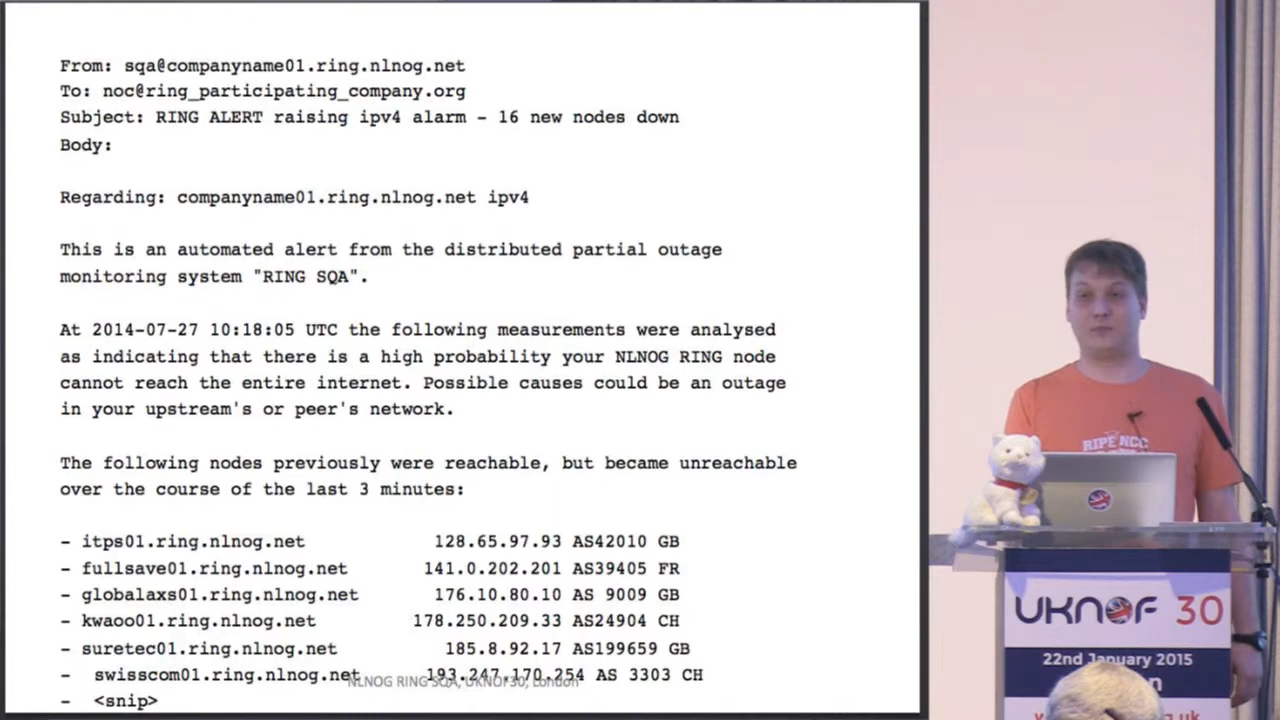 From: sqa@companyname01.ring.nlnog.net
To: noc@ring_participating_company.org
Subject: RING ALERT raising ipv4 alarm - 16 new nodes down
Body:
Regarding: companyname01.ring.nlnog.net ipv4
This is an automated alert from the distributed partial outage
monitoring system "RING SQA".
At 2014-07-27 10:18:05 UTC the following measurements were analysed
as indicating that there is a high probability your NLNOG RING node
cannot reach the entire internet. Possible causes could be an outage
in your upstream's or peer's network.
The following nodes previously were reachable, but became unreachable
over the course of the last 3 minutes:
- itps01.ring.nlnog.net 128.65.97.93 AS42010 GB
- fullsave01.ring.nlnog.net 141.0.202.201 AS39405 FR
- globalaxs01.ring.nlnog.net 176.10.80.10 AS 9009 GB
- kwaoo01.ring.nlnog.net 178.250.209.33 AS24904 CH
- suretec01.ring.nlnog.net 185.8.92.17 AS199659 GB
- swisscom01.ring.nlnog.net 193.247.170.254 AS 3303 CH
NLNOG RING SQA, UKNOF30, London
- <snip>
RIPE NCC
UKNOF 30
22nd January 2015